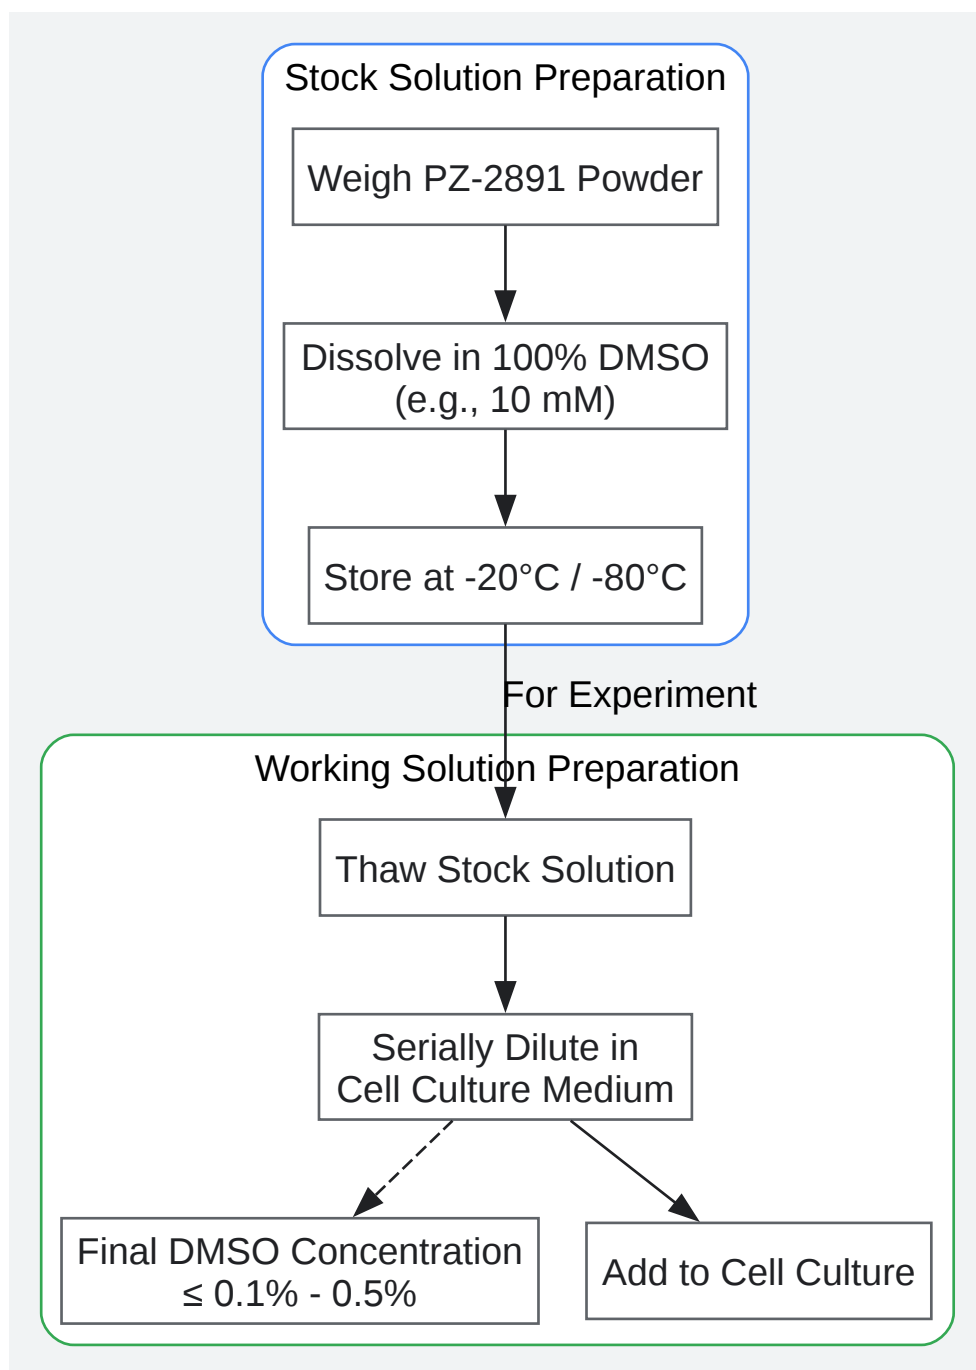 Stock Solution Preparation
Weigh PZ-2891 Powder
Dissolve in 100% DMSO
(e.g., 10 mM)
Store at -20°C / -80°C
For Experiment
Working Solution Preparation
Thaw Stock Solution
Serially Dilute in
Cell Culture Medium
Final DMSO Concentration
≤ 0.1% - 0.5%
Add to Cell Culture